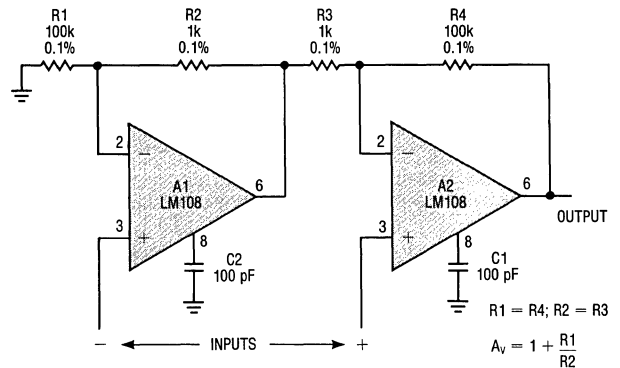 R1
100k
0.1%
R2
1k
0.1%
R3
1k
0.1%
R4
100k
0.1%
2
−
A1
LM108
6
3
+
8
C2
100 pF
2
−
A2
LM108
6
OUTPUT
3
+
8
C1
100 pF
− INPUTS +
R1 = R4; R2 = R3
Av = 1 + R1/R2